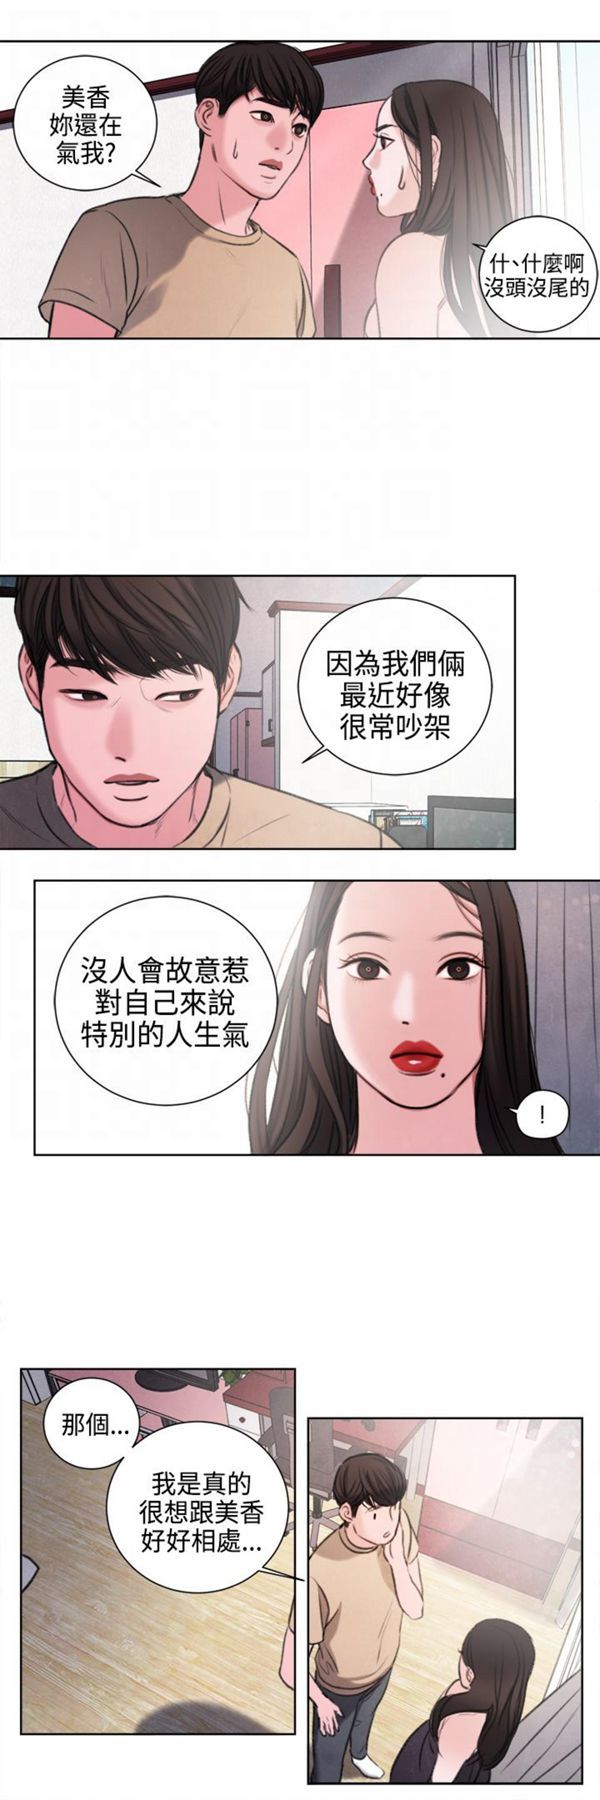 美香
妳還在
氣我?
什、什麼啊
沒頭沒尾的
因為我們倆
最近好像
很常吵架
沒人會故意惹
對自己來說
特別的人生氣
!
那個...
我是真的
很想跟美香
好好相處...